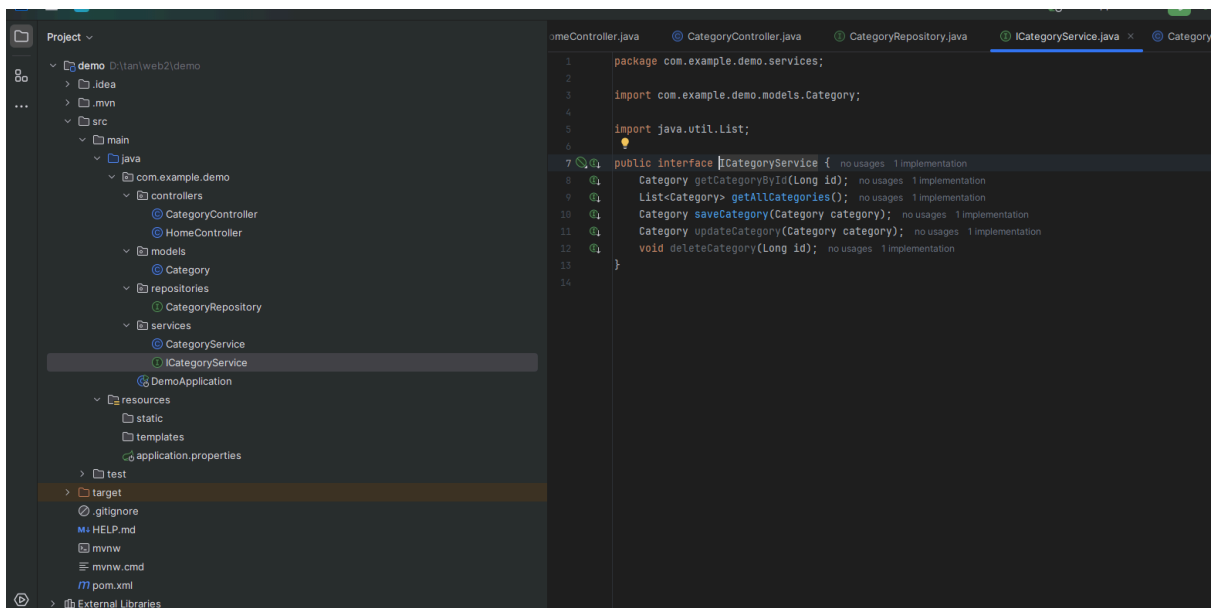 Project
omeController.java CategoryController.java CategoryRepository.java ICategoryService.java × Category
demo D:\tan\web2\demo
.idea
.mvn
src
main
java
com.example.demo
controllers
CategoryController
HomeController
models
Category
repositories
CategoryRepository
services
CategoryService
ICategoryService
DemoApplication
resources
static
templates
application.properties
test
target
.gitignore
M↓ HELP.md
mvnw
mvnw.cmd
m pom.xml
External Libraries
1 package com.example.demo.services;
2
3 import com.example.demo.models.Category;
4
5 import java.util.List;
6
7 public interface ICategoryService { no usages 1 implementation
8 Category getCategoryById(Long id); no usages 1 implementation
9 List<Category> getAllCategories(); no usages 1 implementation
10 Category saveCategory(Category category); no usages 1 implementation
11 Category updateCategory(Category category); no usages 1 implementation
12 void deleteCategory(Long id); no usages 1 implementation
13 }
14